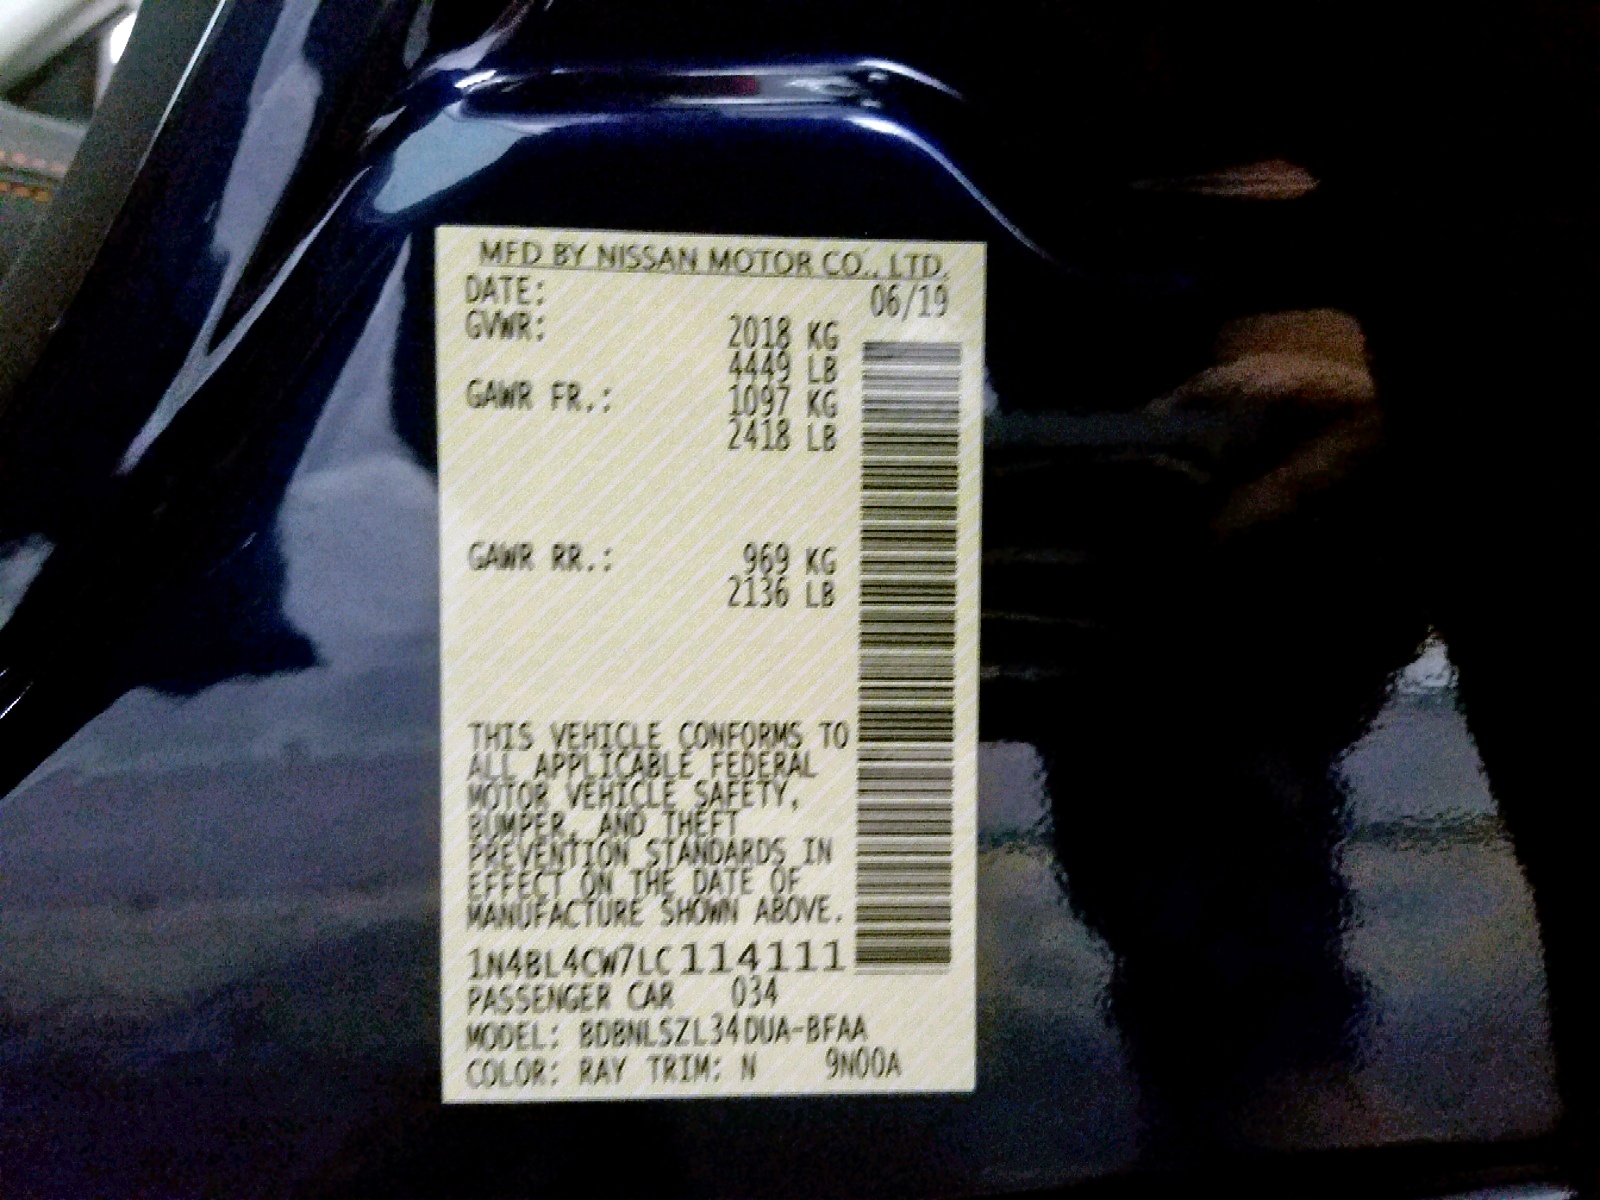 MFD BY NISSAN MOTOR CO., LTD.
DATE: 06/19
GVWR: 2018 KG
4449 LB
GAWR FR.: 1097 KG
2418 LB
GAWR RR.: 969 KG
2136 LB
THIS VEHICLE CONFORMS TO
ALL APPLICABLE FEDERAL
MOTOR VEHICLE SAFETY,
BUMPER, AND THEFT
PREVENTION STANDARDS IN
EFFECT ON THE DATE OF
MANUFACTURE SHOWN ABOVE.
1N4BL4CW7LC114111
PASSENGER CAR 034
MODEL: BDBNLSZL34DUA-BFAA
COLOR: RAY TRIM: N 9N00A